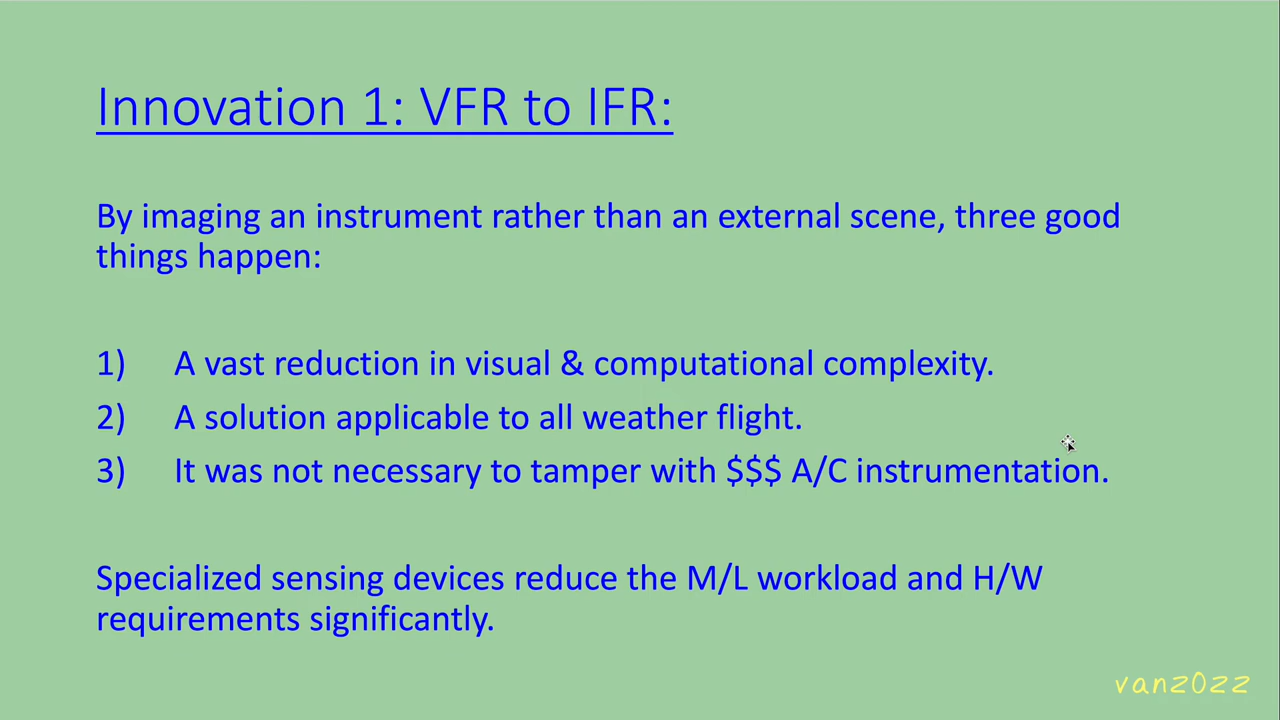 Innovation 1: VFR to IFR:
By imaging an instrument rather than an external scene, three good
things happen:
1) A vast reduction in visual & computational complexity.
2) A solution applicable to all weather flight.
3) It was not necessary to tamper with $$$ A/C instrumentation.
Specialized sensing devices reduce the M/L workload and H/W
requirements significantly.
van2022